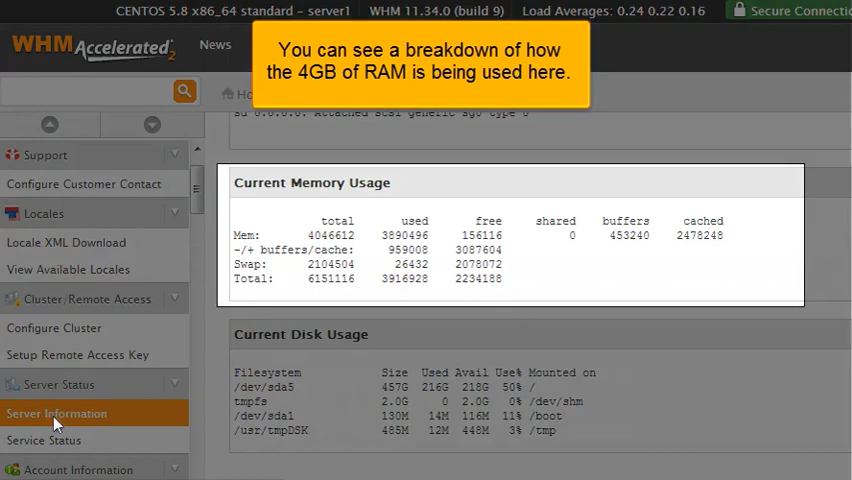 CENTOS 5.8 x86_64 standard - server1 WHM 11.34.0 (build 9) Load Averages: 0.24 0.22 0.16 Secure Connectio
WHM Accelerated2
News
You can see a breakdown of how
the 4GB of RAM is being used here.
Ho
Support
Configure Customer Contact
Locales
Locale XML Download
View Available Locales
Cluster/Remote Access
Configure Cluster
Setup Remote Access Key
Server Status
Server Information
Service Status
Account Information
sg0 type 0
Current Memory Usage
total used free shared buffers cached
Mem: 4046612 3890496 156116 0 453240 2478248
-/+ buffers/cache: 959008 3087604
Swap: 2104504 26432 2078072
Total: 6151116 3916928 2234188
Current Disk Usage
Filesystem Size Used Avail Use% Mounted on
/dev/sda5 457G 216G 218G 50% /
tmpfs 2.0G 0 2.0G 0% /dev/shm
/dev/sda1 130M 14M 116M 11% /boot
/usr/tmpDSK 485M 12M 448M 3% /tmp